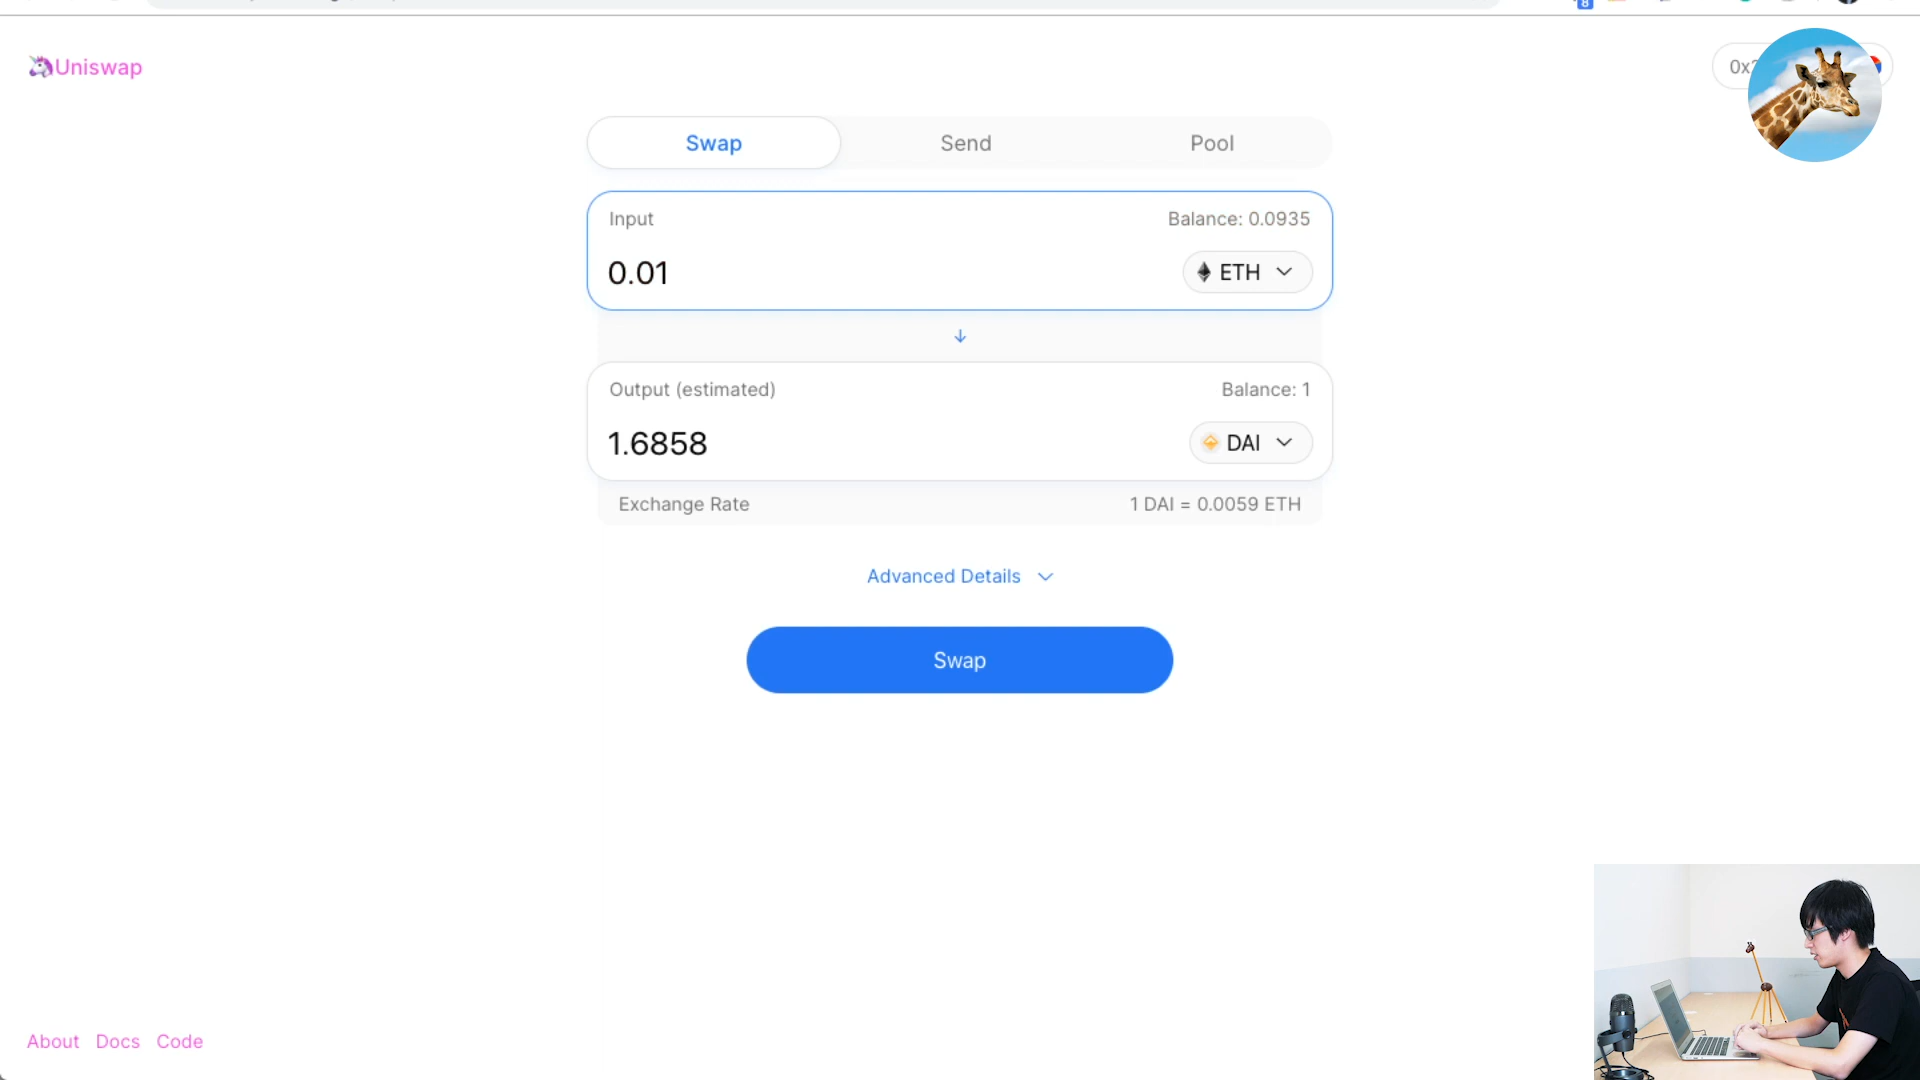 Uniswap
0x
Swap Send Pool
Input Balance: 0.0935
0.01 ETH
Output (estimated) Balance: 1
1.6858 DAI
Exchange Rate 1 DAI = 0.0059 ETH
Advanced Details
Swap
About Docs Code